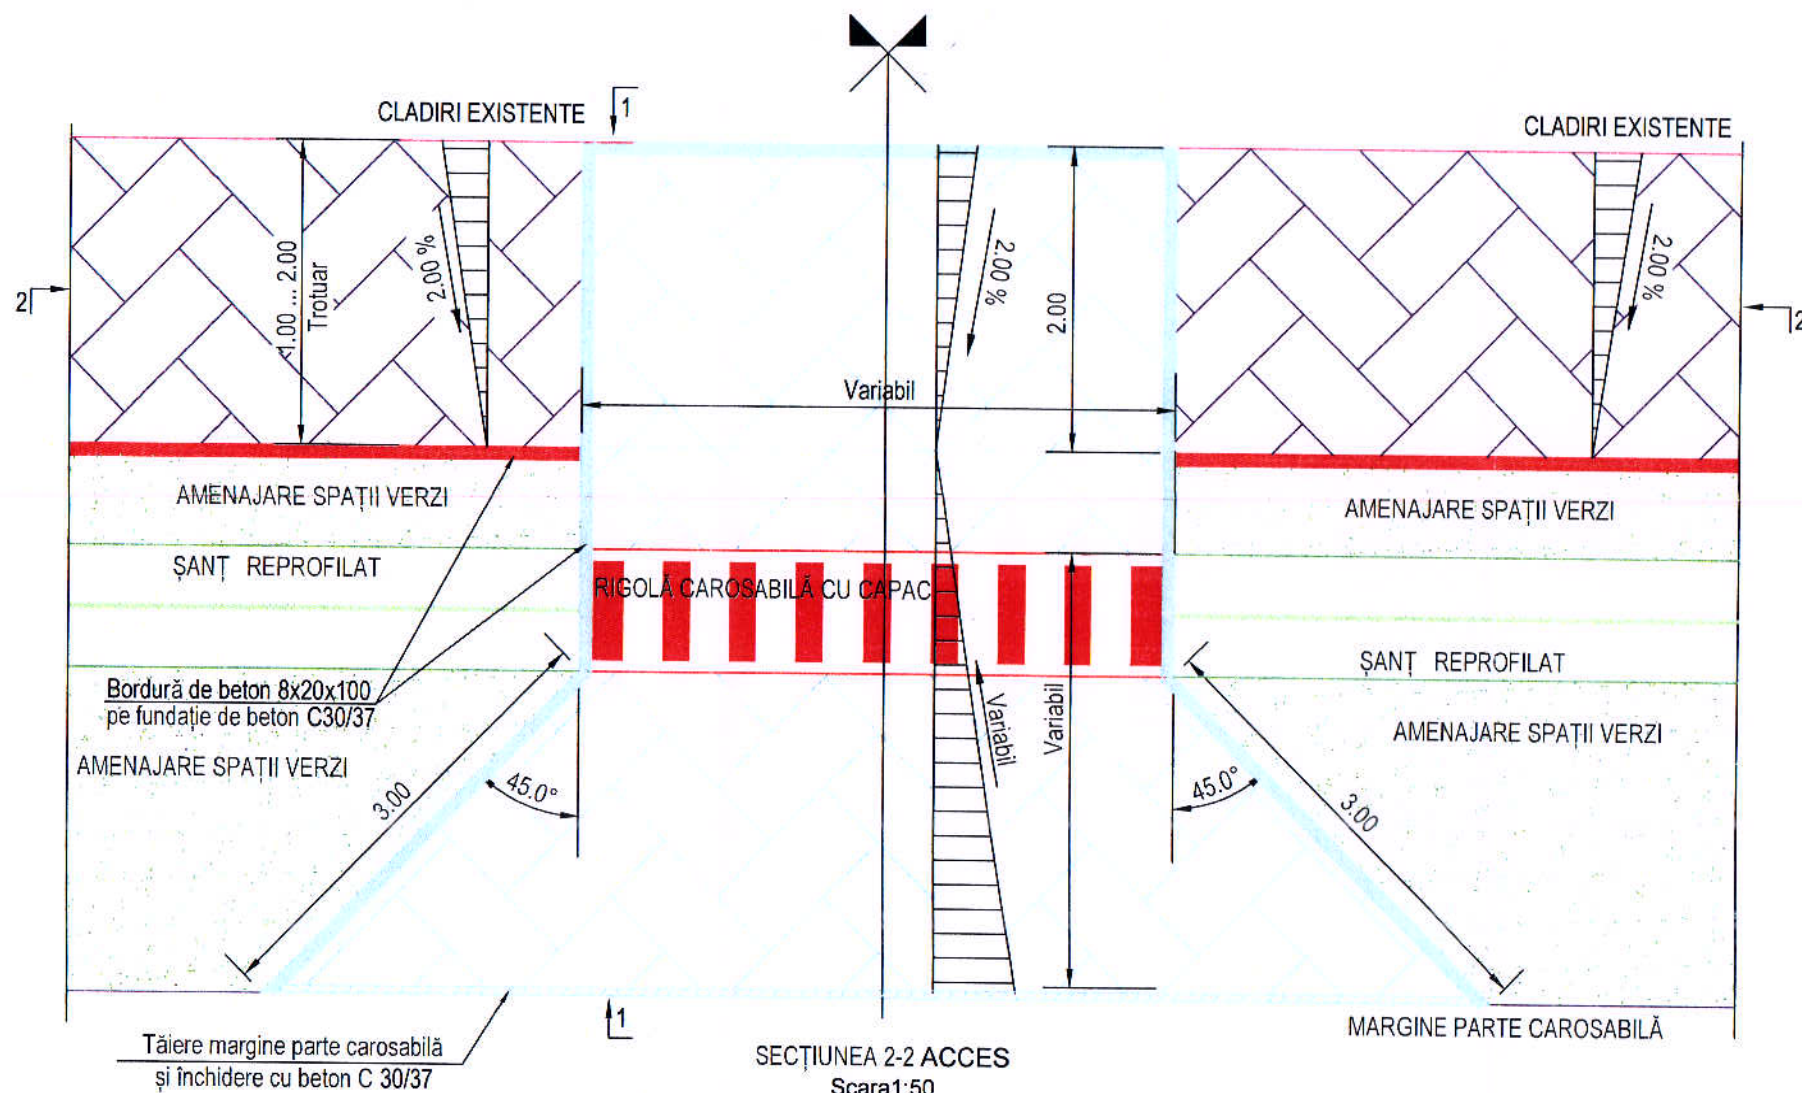 CLADIRI EXISTENTE
1
CLADIRI EXISTENTE
2
1.00 ... 2.00
Trotuar
2.00 %
2.00 %
2.00
2.00 %
2
Variabil
AMENAJARE SPAȚII VERZI
AMENAJARE SPAȚII VERZI
ȘANȚ REPROFILAT
RIGOLĂ CAROSABILĂ CU CAPAC
ȘANȚ REPROFILAT
Bordură de beton 8x20x100
pe fundație de beton C30/37
Variabil
Variabil
AMENAJARE SPAȚII VERZI
AMENAJARE SPAȚII VERZI
3.00
45.0°
45.0°
3.00
1
MARGINE PARTE CAROSABILĂ
Tăiere margine parte carosabilă
și închidere cu beton C 30/37
SECȚIUNEA 2-2 ACCES
Scara1:50